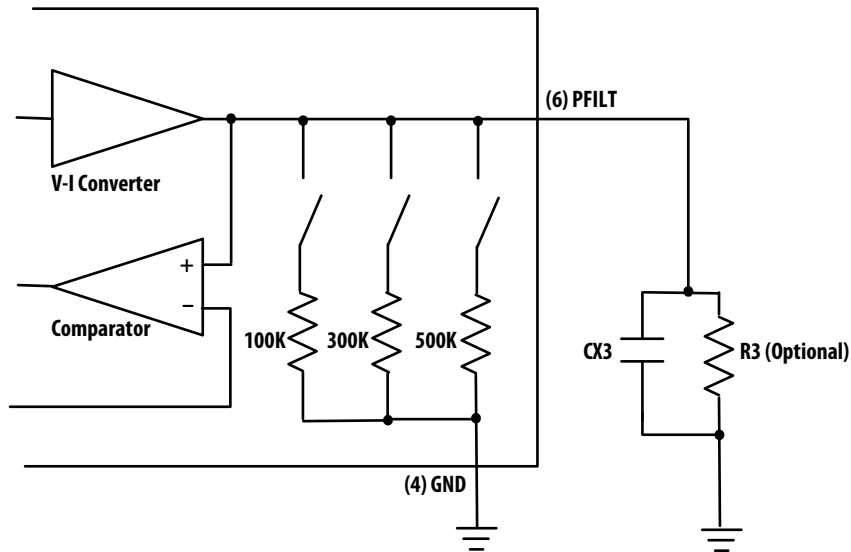 (6) PFILT
V-I Converter
+
–
Comparator
100K
300K
500K
CX3
R3 (Optional)
(4) GND